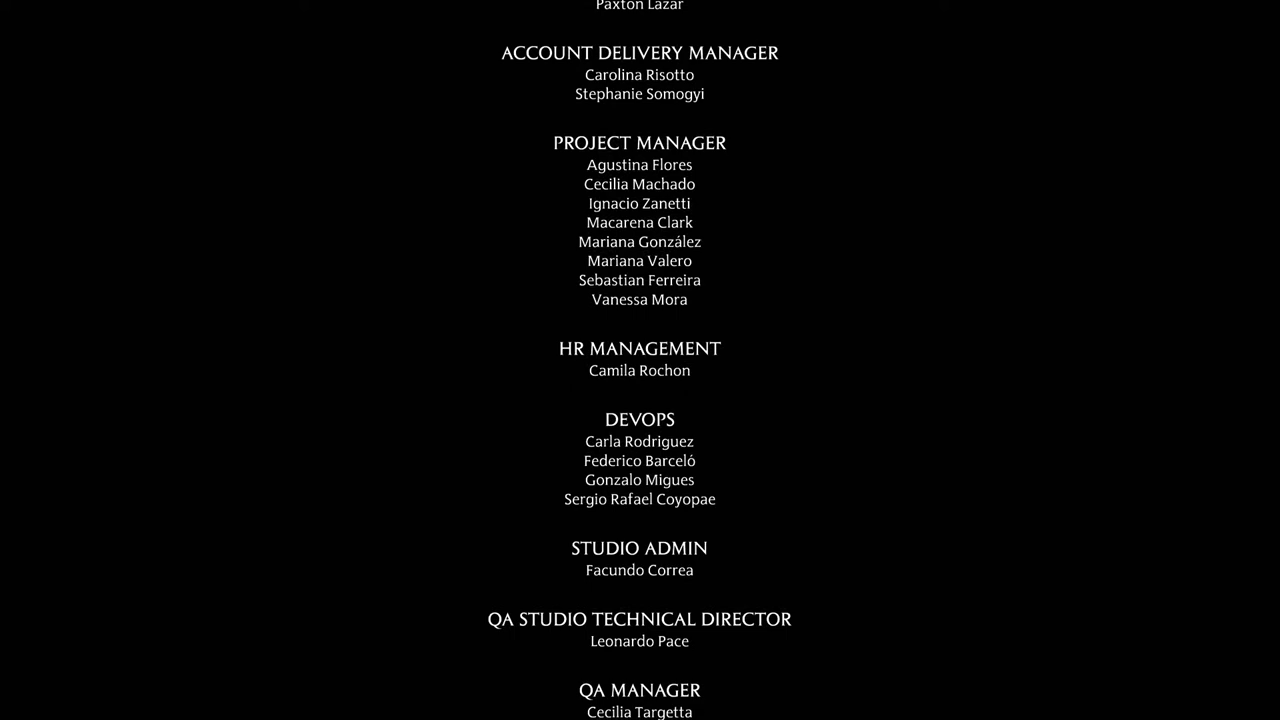 Paxton Lazar
ACCOUNT DELIVERY MANAGER
Carolina Risotto
Stephanie Somogyi
PROJECT MANAGER
Agustina Flores
Cecilia Machado
Ignacio Zanetti
Macarena Clark
Mariana González
Mariana Valero
Sebastian Ferreira
Vanessa Mora
HR MANAGEMENT
Camila Rochon
DEVOPS
Carla Rodriguez
Federico Barceló
Gonzalo Migues
Sergio Rafael Coyopae
STUDIO ADMIN
Facundo Correa
QA STUDIO TECHNICAL DIRECTOR
Leonardo Pace
QA MANAGER
Cecilia Targetta